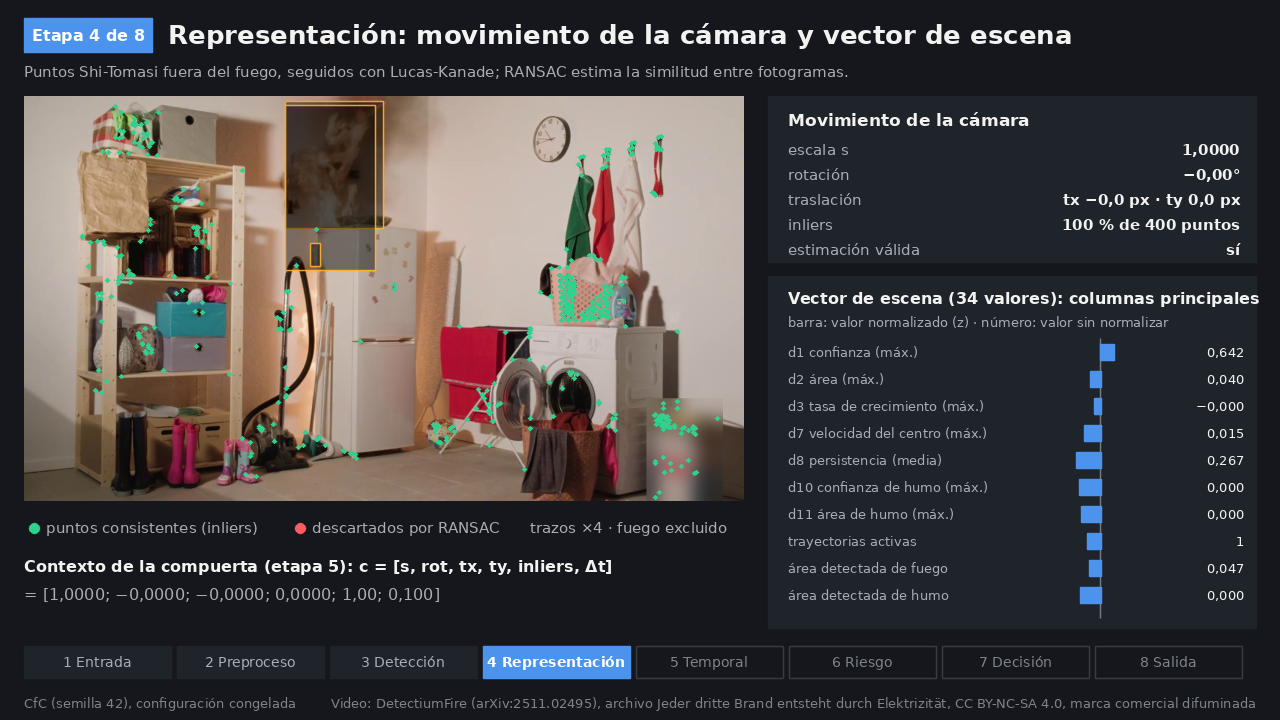 Etapa 4 de 8
Representación: movimiento de la cámara y vector de escena
Puntos Shi-Tomasi fuera del fuego, seguidos con Lucas-Kanade; RANSAC estima la similitud entre fotogramas.
Movimiento de la cámara
escala s 1,0000
rotación −0,00°
traslación tx −0,0 px · ty 0,0 px
inliers 100 % de 400 puntos
estimación válida sí
Vector de escena (34 valores): columnas principales
barra: valor normalizado (z) · número: valor sin normalizar
d1 confianza (máx.) 0,642
d2 área (máx.) 0,040
d3 tasa de crecimiento (máx.) −0,000
d7 velocidad del centro (máx.) 0,015
d8 persistencia (media) 0,267
d10 confianza de humo (máx.) 0,000
d11 área de humo (máx.) 0,000
trayectorias activas 1
área detectada de fuego 0,047
área detectada de humo 0,000
puntos consistentes (inliers) descartados por RANSAC trazos ×4 · fuego excluido
Contexto de la compuerta (etapa 5): c = [s, rot, tx, ty, inliers, Δt]
= [1,0000; −0,0000; −0,0000; 0,0000; 1,00; 0,100]
1 Entrada 2 Preproceso 3 Detección 4 Representación 5 Temporal 6 Riesgo 7 Decisión 8 Salida
CfC (semilla 42), configuración congelada Video: DetectiumFire (arXiv:2511.02495), archivo Jeder dritte Brand entsteht durch Elektrizität, CC BY-NC-SA 4.0, marca comercial difuminada